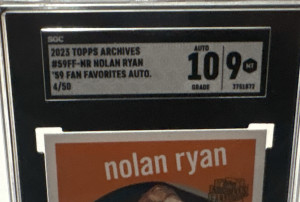 SGC
2023 TOPPS ARCHIVES
#59FF-NR NOLAN RYAN
'59 FAN FAVORITES AUTO.
4/50
AUTO
10
GRADE
9
MT
nolan ryan